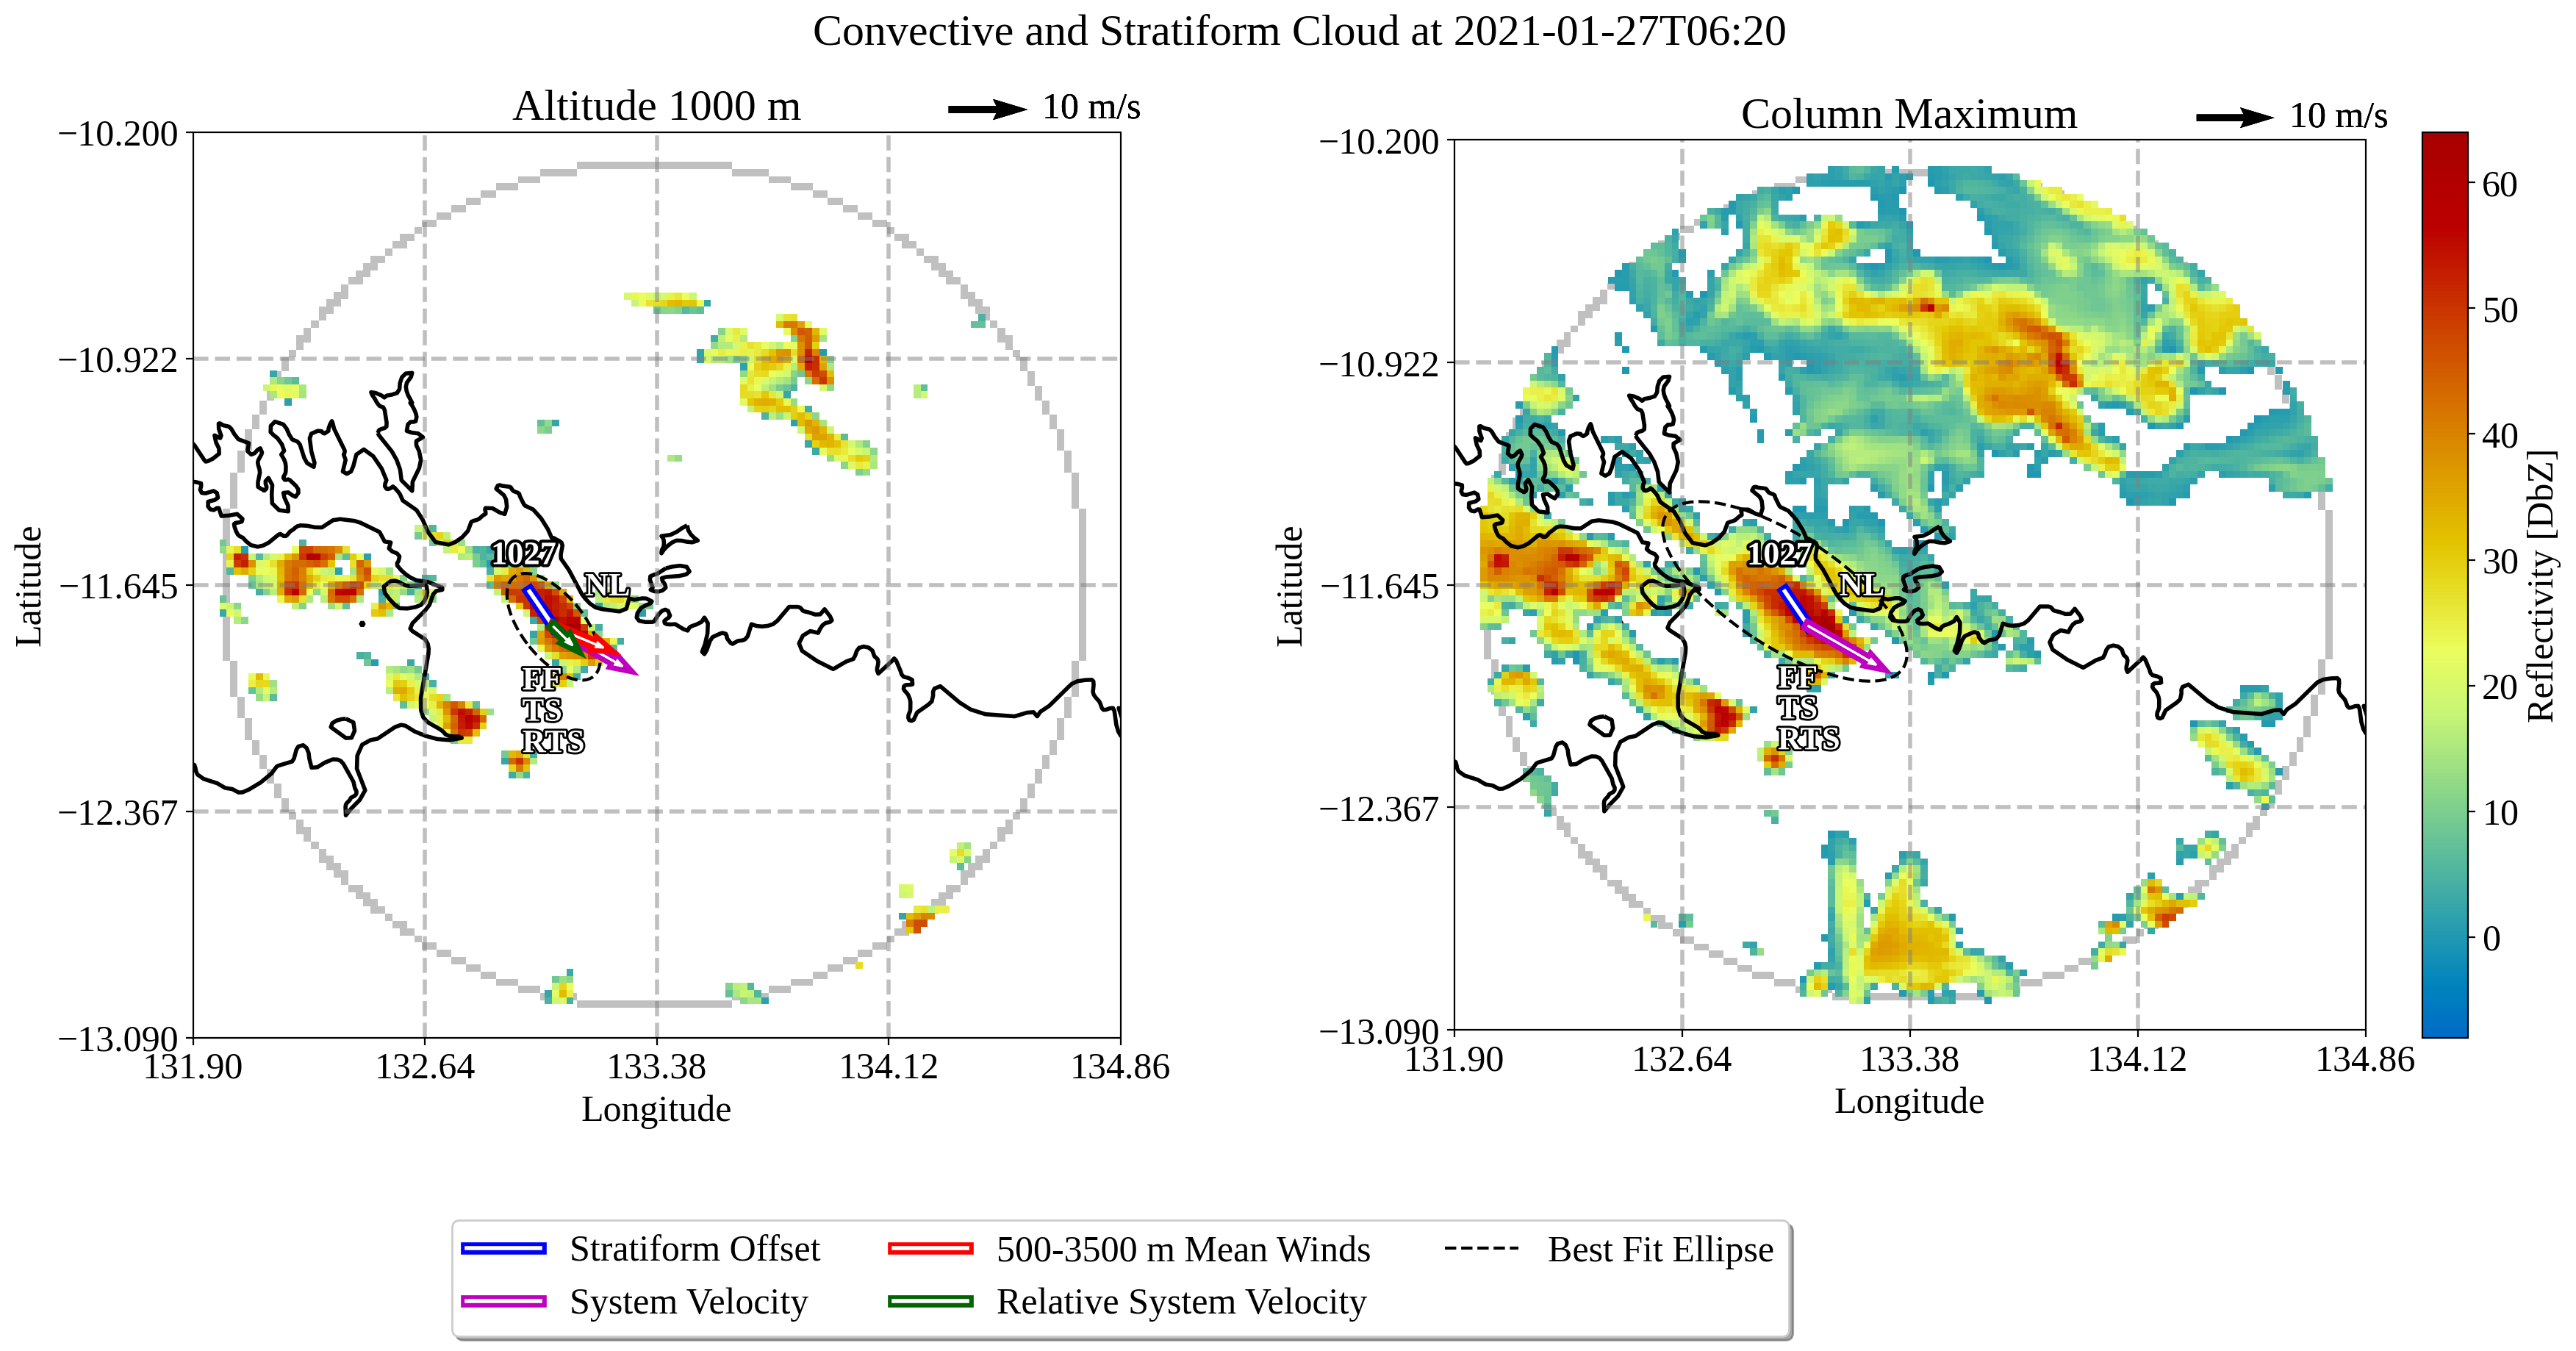 Convective and Stratiform Cloud at 2021-01-27T06:20
Altitude 1000 m
10 m/s
−10.200
−10.922
−11.645
−12.367
−13.090
131.90
132.64
133.38
134.12
134.86
Longitude
Latitude
1027
NL
FF
TS
RTS
Column Maximum
10 m/s
−10.200
−10.922
−11.645
−12.367
−13.090
131.90
132.64
133.38
134.12
134.86
Longitude
Latitude
1027
NL
FF
TS
RTS
60
50
40
30
20
10
0
Reflectivity [DbZ]
Stratiform Offset
System Velocity
500-3500 m Mean Winds
Relative System Velocity
Best Fit Ellipse